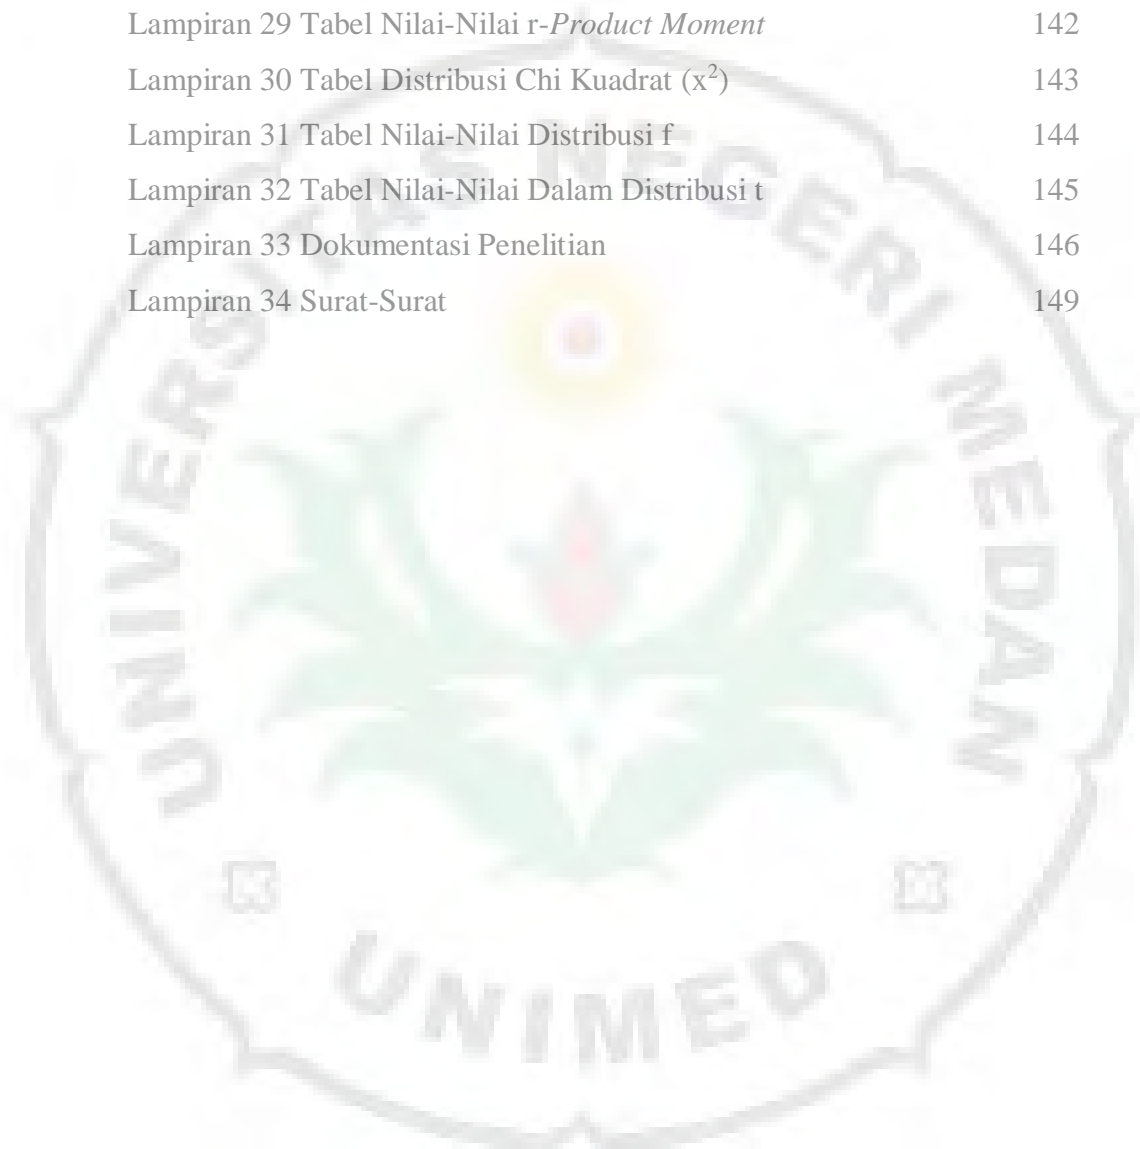 Lampiran 29 Tabel Nilai-Nilai r-Product Moment 142
Lampiran 30 Tabel Distribusi Chi Kuadrat (x²) 143
Lampiran 31 Tabel Nilai-Nilai Distribusi f 144
Lampiran 32 Tabel Nilai-Nilai Dalam Distribusi t 145
Lampiran 33 Dokumentasi Penelitian 146
Lampiran 34 Surat-Surat 149
UNIVERSITAS NEGERI MEDAN
UNIMED